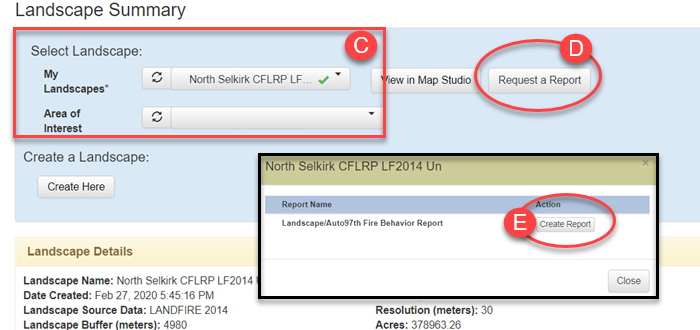 Landscape Summary
Select Landscape:
C
D
My Landscapes*
North Selkirk CFLRP LF...
View in Map Studio
Request a Report
Area of Interest
Create a Landscape:
Create Here
North Selkirk CFLRP LF2014 Un
×
Report Name
Action
Landscape/Auto97th Fire Behavior Report
E
Create Report
Close
Landscape Details
Landscape Name: North Selkirk CFLRP LF2014 U
Date Created: Feb 27, 2020 5:45:16 PM
Landscape Source Data: LANDFIRE 2014
Resolution (meters): 30
Landscape Buffer (meters): 4980
Acres: 378963.26